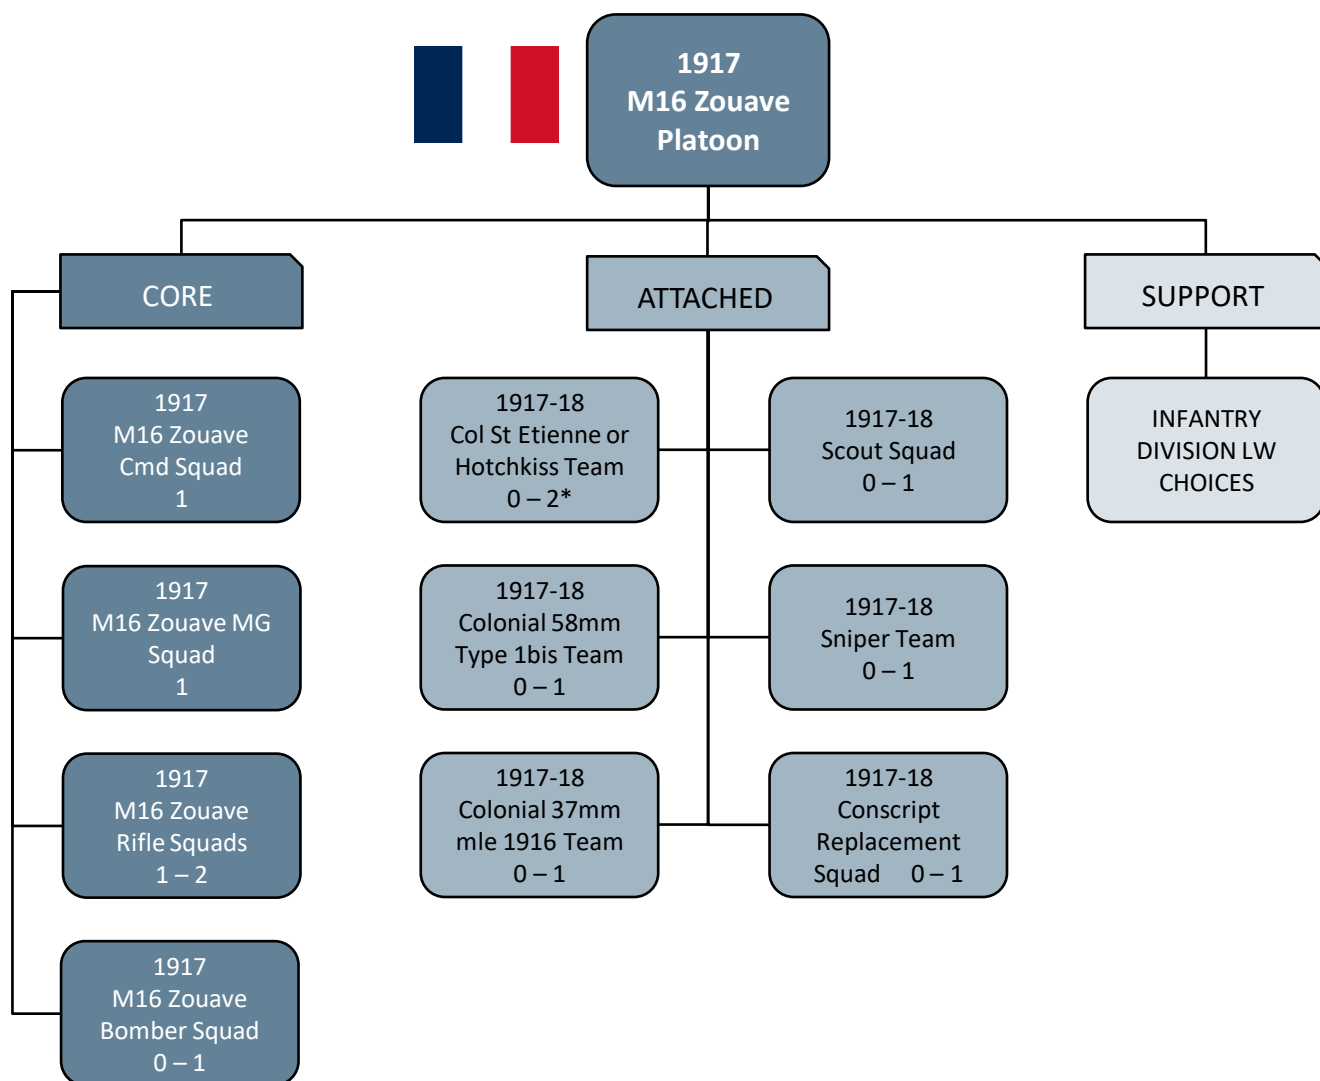 1917
M16 Zouave
Platoon
CORE
1917
M16 Zouave
Cmd Squad
1
1917
M16 Zouave MG
Squad
1
1917
M16 Zouave
Rifle Squads
1 – 2
1917
M16 Zouave
Bomber Squad
0 – 1
ATTACHED
1917-18
Col St Etienne or
Hotchkiss Team
0 – 2*
1917-18
Colonial 58mm
Type 1bis Team
0 – 1
1917-18
Colonial 37mm
mle 1916 Team
0 – 1
1917-18
Scout Squad
0 – 1
1917-18
Sniper Team
0 – 1
1917-18
Conscript
Replacement
Squad 0 – 1
SUPPORT
INFANTRY
DIVISION LW
CHOICES